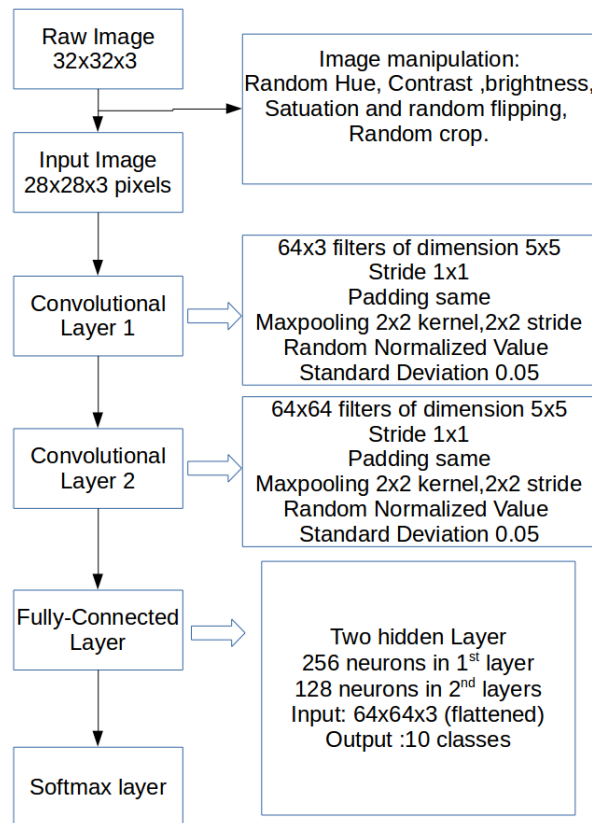 Raw Image
32x32x3
Image manipulation:
Random Hue, Contrast ,brightness,
Satuation and random flipping,
Random crop.
Input Image
28x28x3 pixels
64x3 filters of dimension 5x5
Stride 1x1
Padding same
Maxpooling 2x2 kernel,2x2 stride
Random Normalized Value
Standard Deviation 0.05
Convolutional
Layer 1
64x64 filters of dimension 5x5
Stride 1x1
Padding same
Maxpooling 2x2 kernel,2x2 stride
Random Normalized Value
Standard Deviation 0.05
Convolutional
Layer 2
Fully-Connected
Layer
Two hidden Layer
256 neurons in 1st layer
128 neurons in 2nd layers
Input: 64x64x3 (flattened)
Output :10 classes
Softmax layer